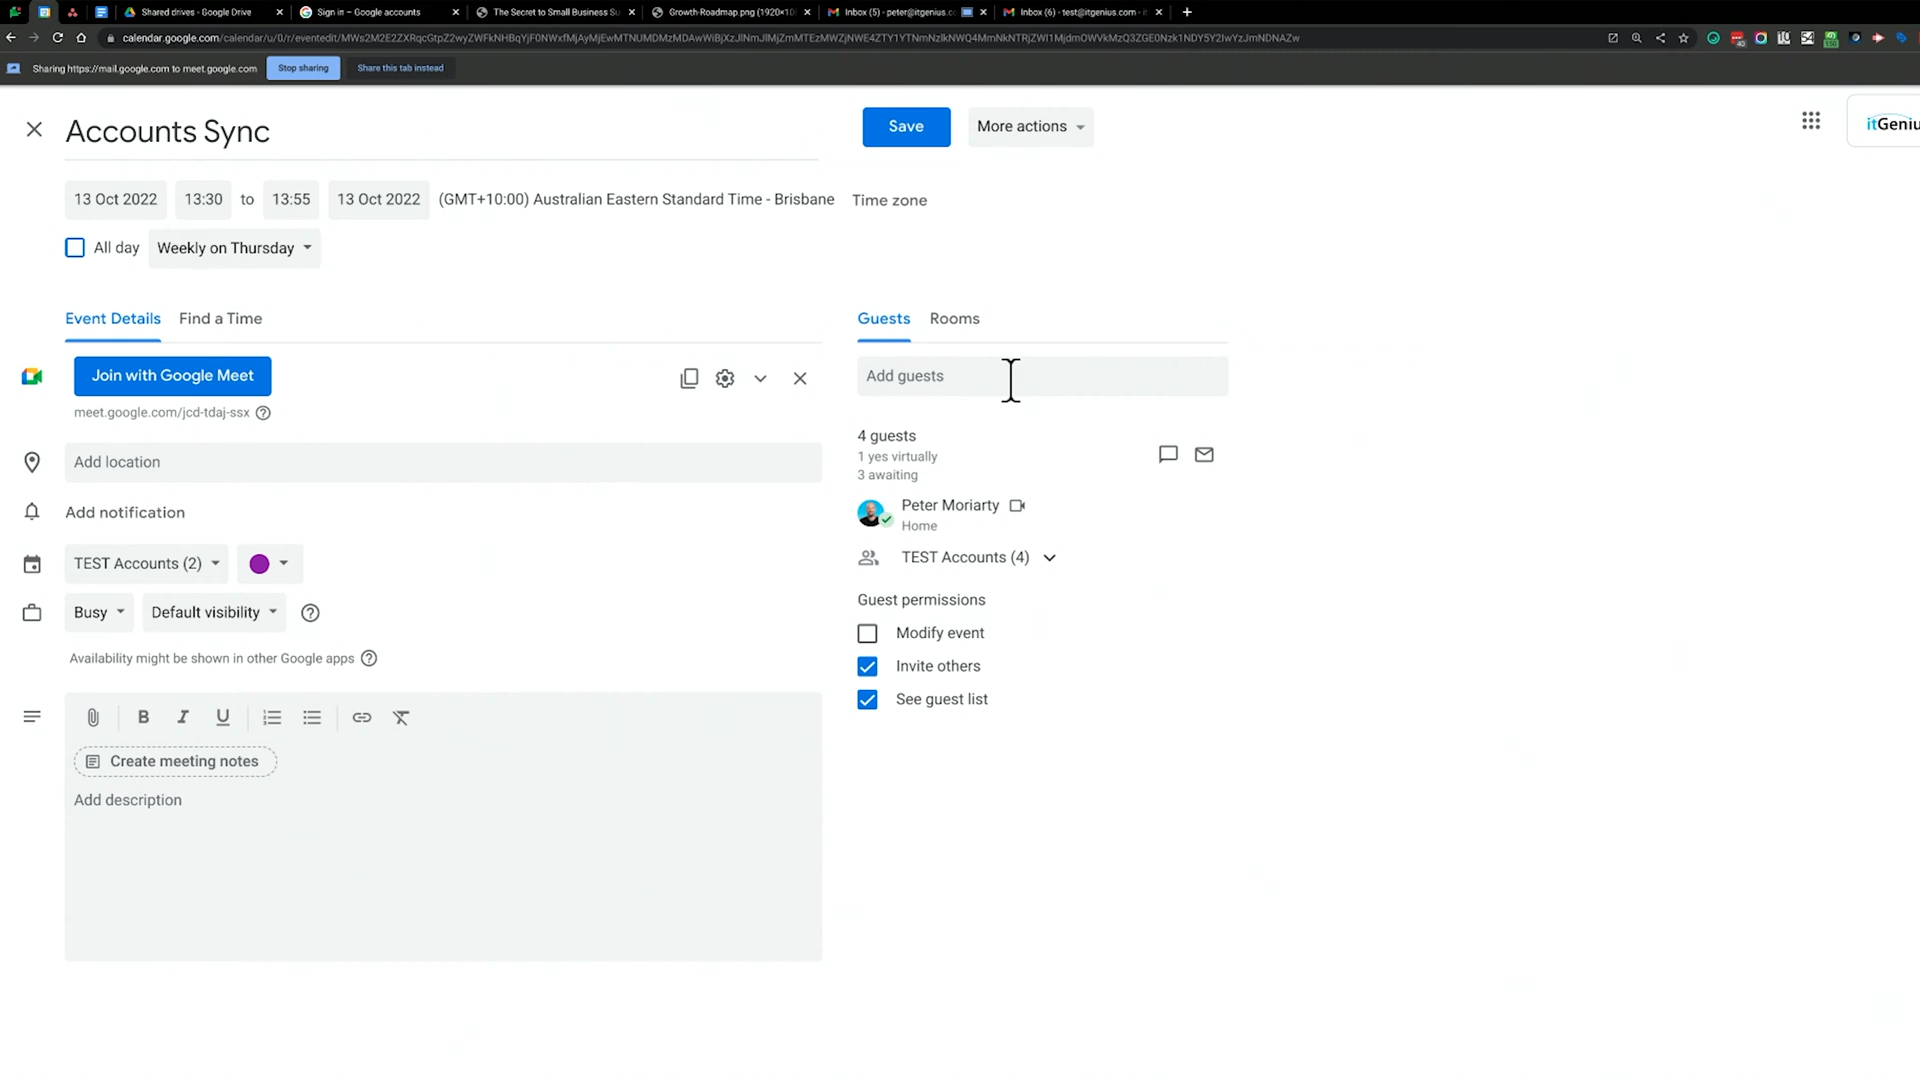 Shared drives - Google Drive
Sign in – Google accounts
The Secret to Small Business Su
Growth-Roadmap.png (1920×10
Inbox (5) - peter@itgenius.co
Inbox (6) - test@itgenius.com - i
Sharing https://mail.google.com to meet.google.com
Stop sharing
Share this tab instead
Accounts Sync
Save
More actions
itGeniu
13 Oct 2022
13:30
to
13:55
13 Oct 2022
(GMT+10:00) Australian Eastern Standard Time - Brisbane
Time zone
All day
Weekly on Thursday
Event Details
Find a Time
Guests
Rooms
Join with Google Meet
meet.google.com/jcd-tdaj-ssx
Add guests
4 guests
1 yes virtually
3 awaiting
Add location
Peter Moriarty
Home
Add notification
TEST Accounts (2)
TEST Accounts (4)
Guest permissions
Busy
Default visibility
Modify event
Availability might be shown in other Google apps
Invite others
See guest list
B I U
Create meeting notes
Add description